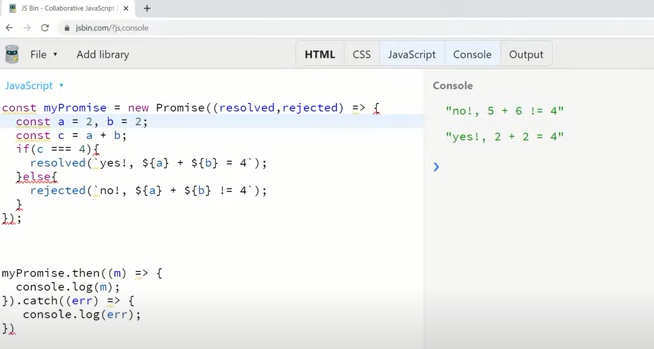 JS Bin - Collaborative JavaScript
jsbin.com/?js,console
File Add library HTML CSS JavaScript Console Output
JavaScript
const myPromise = new Promise((resolved,rejected) => {
const a = 2, b = 2;
const c = a + b;
if(c === 4){
resolved(`yes!, ${a} + ${b} = 4`);
}else{
rejected(`no!, ${a} + ${b} != 4`);
}
});
myPromise.then((m) => {
console.log(m);
}).catch((err) => {
console.log(err);
})
Console
"no!, 5 + 6 != 4"
"yes!, 2 + 2 = 4"